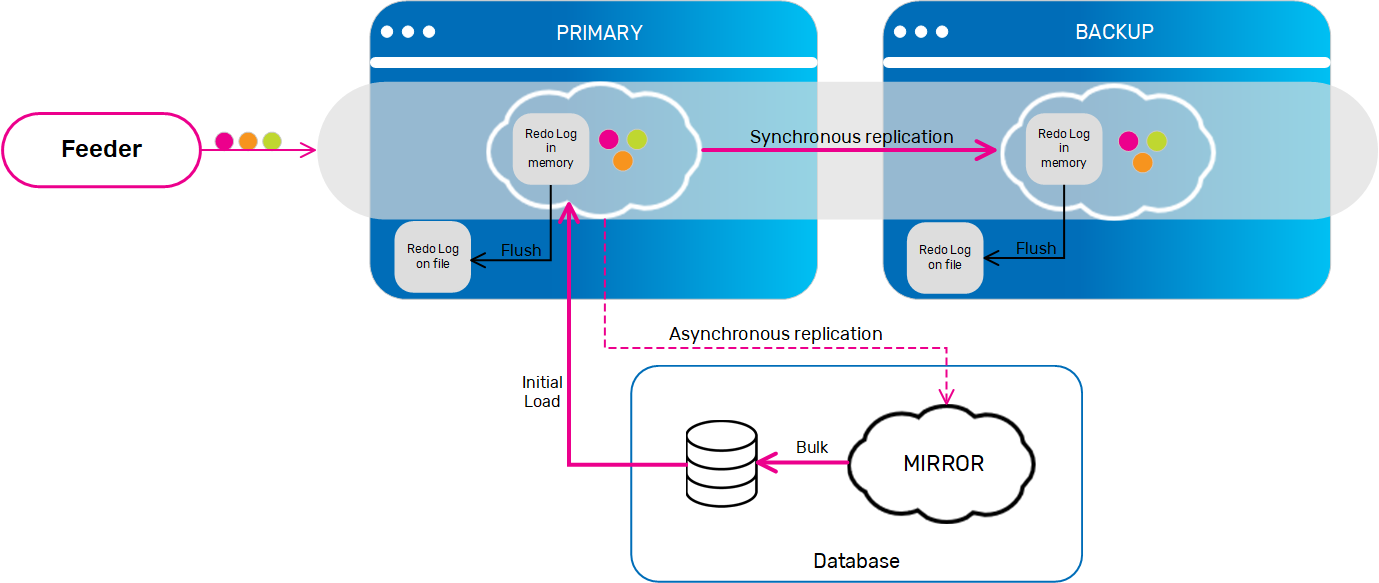 PRIMARY
BACKUP
Feeder
Redo Log
in
memory
Synchronous replication
Redo Log
in
memory
Redo Log
on file
Flush
Redo Log
on file
Flush
Asynchronous replication
Initial
Load
Bulk
MIRROR
Database